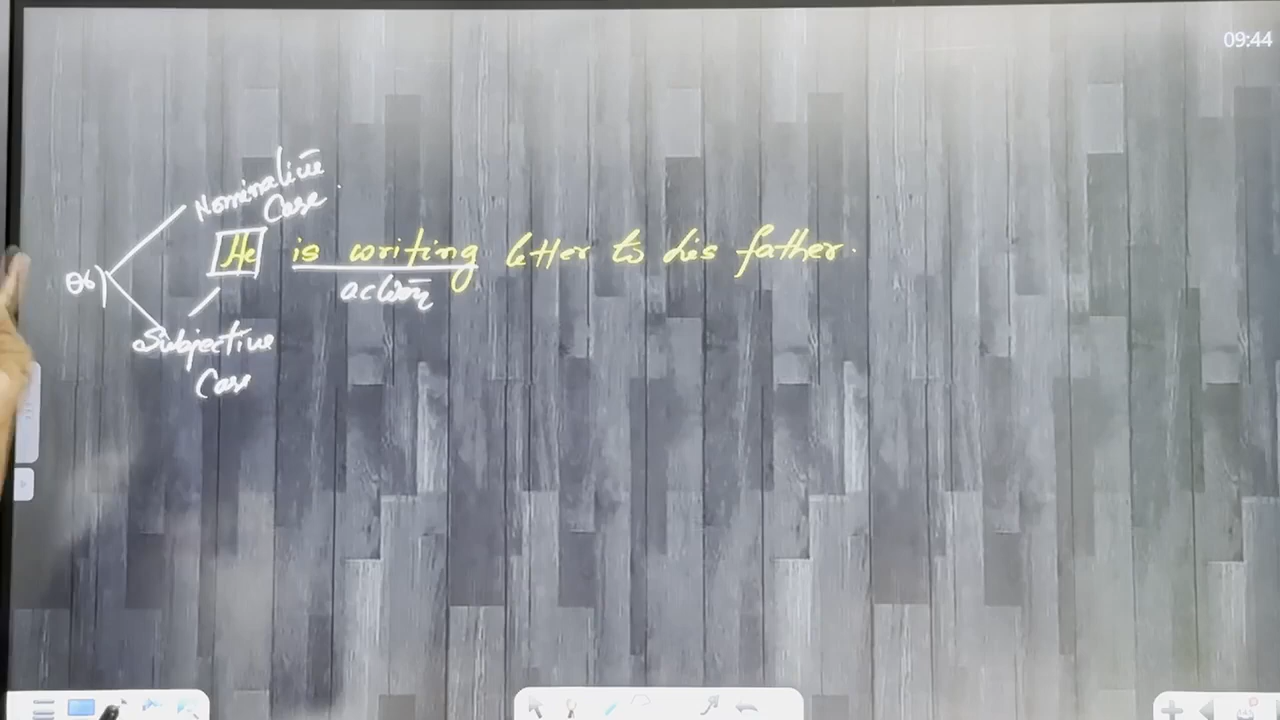 09:44
Nominative
Case
He is writing letter to his father.
action
Subjective
Case